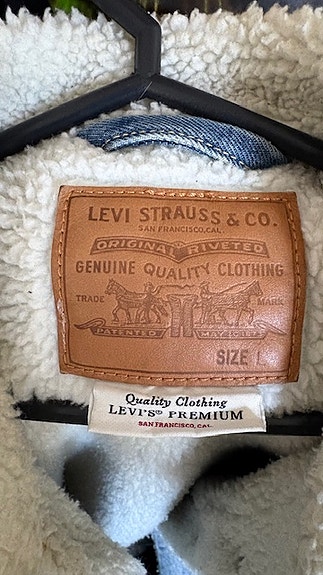 LEVI STRAUSS & CO.
SAN FRANCISCO, CAL.
ORIGINAL RIVETED
GENUINE QUALITY CLOTHING
TRADE MARK
PATENTED MAY 20 1873
SIZE L
Quality Clothing
LEVI'S® PREMIUM
SAN FRANCISCO, CAL.